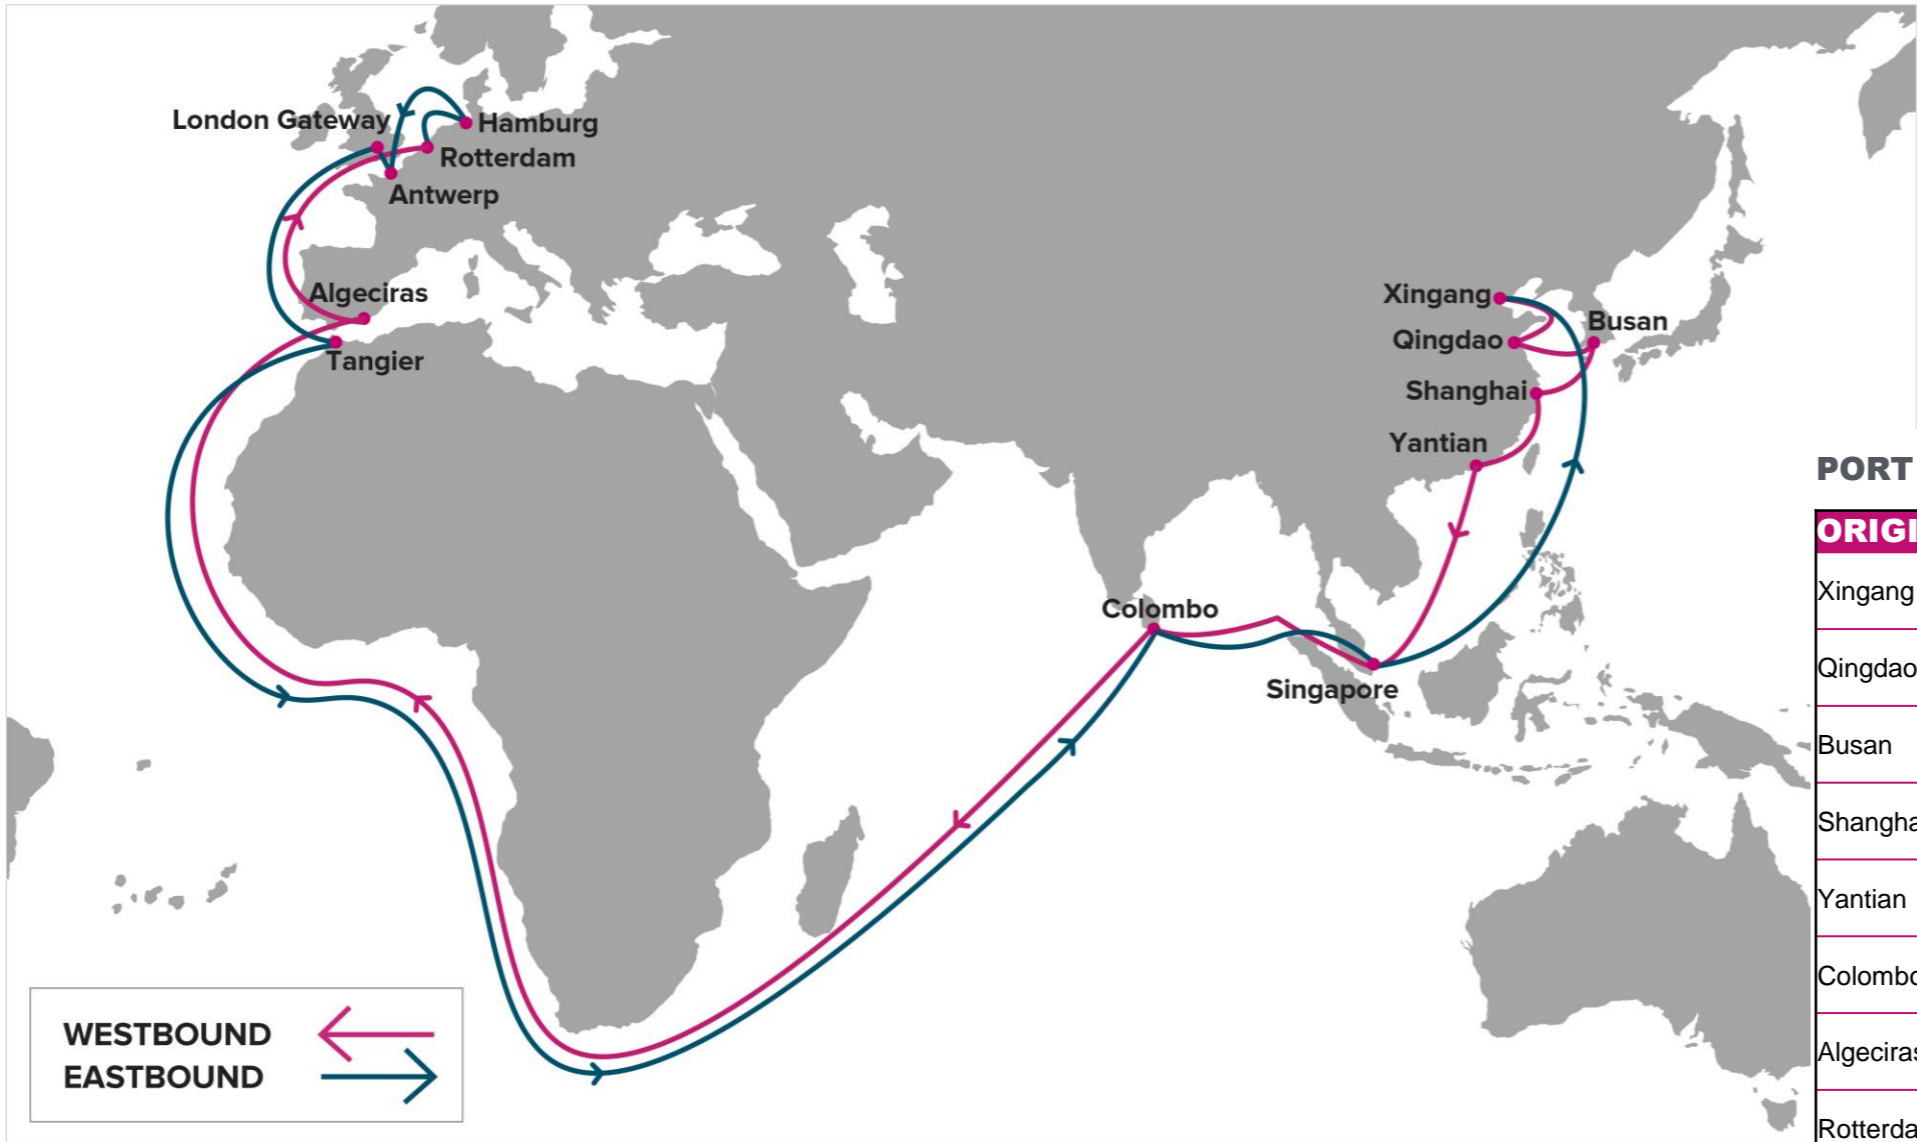 London Gateway
Hamburg
Rotterdam
Antwerp
Algeciras
Tangier
Xingang
Busan
Qingdao
Shanghai
Yantian
Colombo
Singapore
WESTBOUND
EASTBOUND
PORT
ORIGI
Xingang
Qingdao
Busan
Shangha
Yantian
Colombo
Algeciras
Rotterda